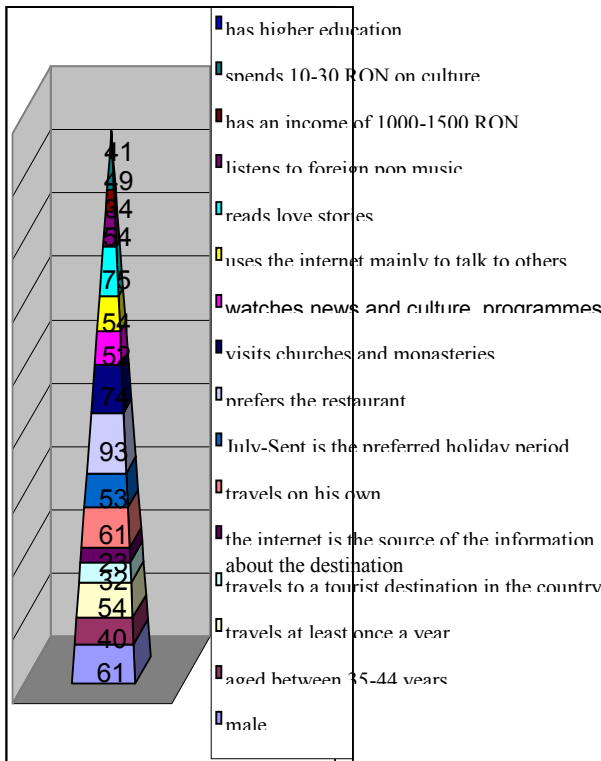 41
49
34
54
75
54
52
74
93
53
61
23
32
54
40
61
has higher education
spends 10-30 RON on culture
has an income of 1000-1500 RON
listens to foreign pop music
reads love stories
uses the internet mainly to talk to others
watches news and culture programmes
visits churches and monasteries
prefers the restaurant
July-Sept is the preferred holiday period
travels on his own
the internet is the source of the information
about the destination
travels to a tourist destination in the country
travels at least once a year
aged between 35-44 years
male